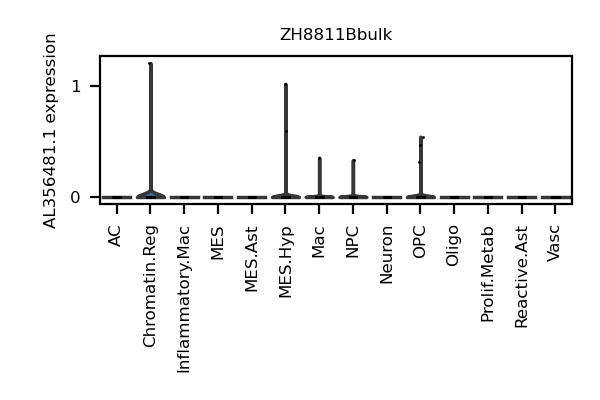 ZH8811Bbulk
AL356481.1 expression
1
0
AC
Chromatin.Reg
Inflammatory.Mac
MES
MES.Ast
MES.Hyp
Mac
NPC
Neuron
OPC
Oligo
Prolif.Metab
Reactive.Ast
Vasc